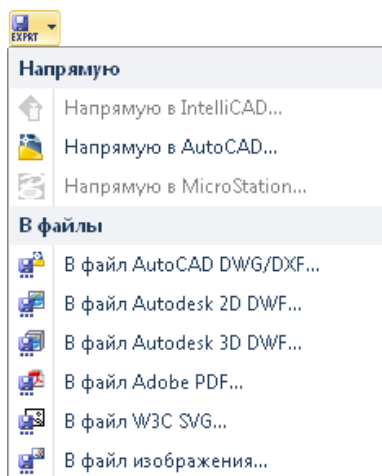 EXPRT
Напрямую
Напрямую в IntelliCAD...
Напрямую в AutoCAD...
Напрямую в MicroStation...
В файлы
В файл AutoCAD DWG/DXF...
В файл Autodesk 2D DWF...
В файл Autodesk 3D DWF...
В файл Adobe PDF...
В файл W3C SVG...
В файл изображения...